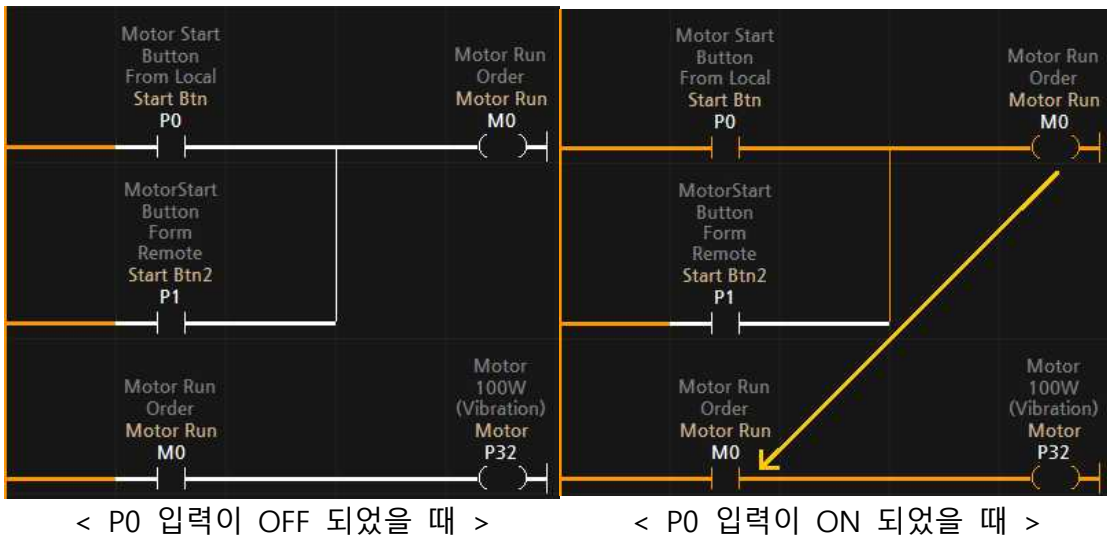 Motor Start
Button
From Local
Start Btn
P0
Motor Run
Order
Motor Run
M0
MotorStart
Button
Form
Remote
Start Btn2
P1
Motor Run
Order
Motor Run
M0
Motor
100W
(Vibration)
Motor
P32
Motor Start
Button
From Local
Start Btn
P0
Motor Run
Order
Motor Run
M0
MotorStart
Button
Form
Remote
Start Btn2
P1
Motor Run
Order
Motor Run
M0
Motor
100W
(Vibration)
Motor
P32
< P0 입력이 OFF 되었을 때 >
< P0 입력이 ON 되었을 때 >